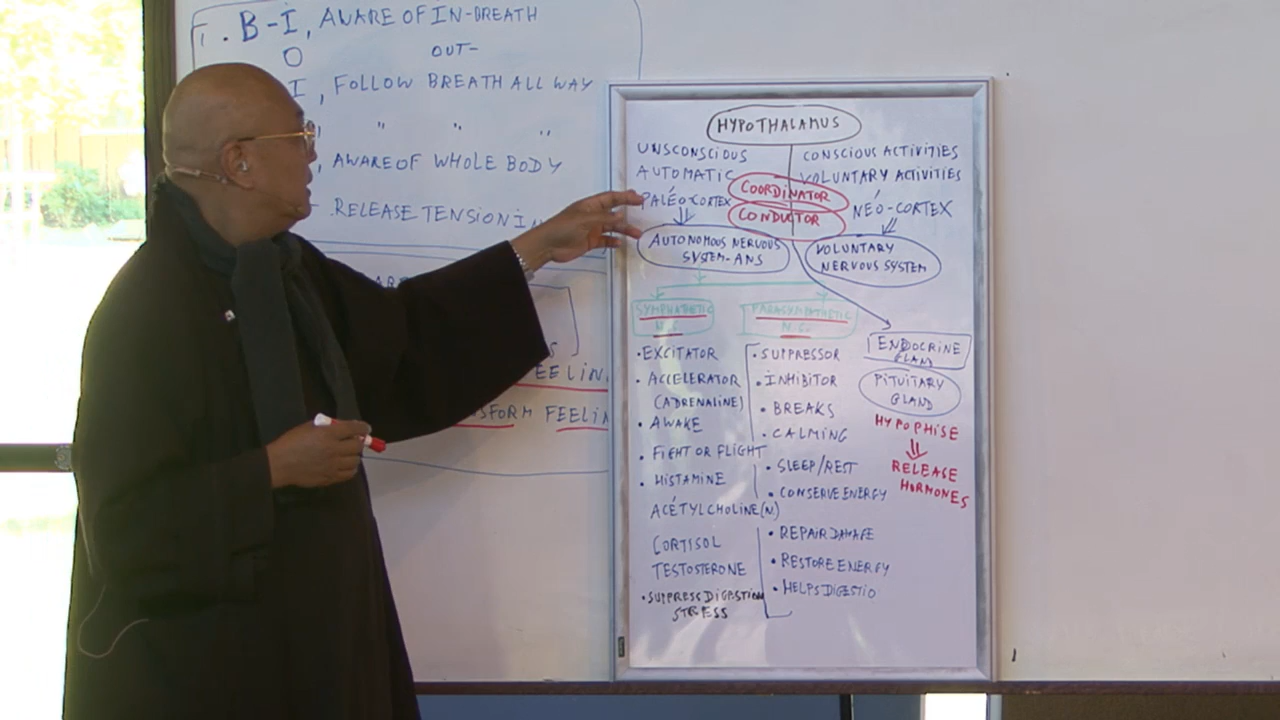 1. B-I, AWARE OF IN-BREATH
O OUT-
I, FOLLOW BREATH ALL WAY
" " "
, AWARE OF WHOLE BODY
RELEASE TENSION IN
FEELIN
FEELIN
HYPOTHALAMUS
UNSCONSCIOUS
AUTOMATIC
PALÉO-CORTEX
CONSCIOUS ACTIVITIES
VOLUNTARY ACTIVITIES
NÉO-CORTEX
COORDINATOR
CONDUCTOR
AUTONOMOUS NERVOUS
SYSTEM-ANS
VOLUNTARY
NERVOUS SYSTEM
SYMPHATHETIC
N.S.
PARASYMPATHETIC
N.S.
• EXCITATOR
• ACCELERATOR
(ADRENALINE)
• AWAKE
• FIGHT OR FLIGHT
• HISTAMINE
ACÉTYLCHOLINE(N)
CORTISOL
TESTOSTERONE
• SUPPRESS DIGESTION
STRESS
• SUPPRESSOR
• INHIBITOR
• BREAKS
• CALMING
• SLEEP/REST
• CONSERVE ENERGY
• REPAIR DAMAGE
• RESTORE ENERGY
• HELPS DIGESTIO
ENDOCRINE
GLAND
PITUITARY
GLAND
HYPOPHISE
RELEASE
HORMONES